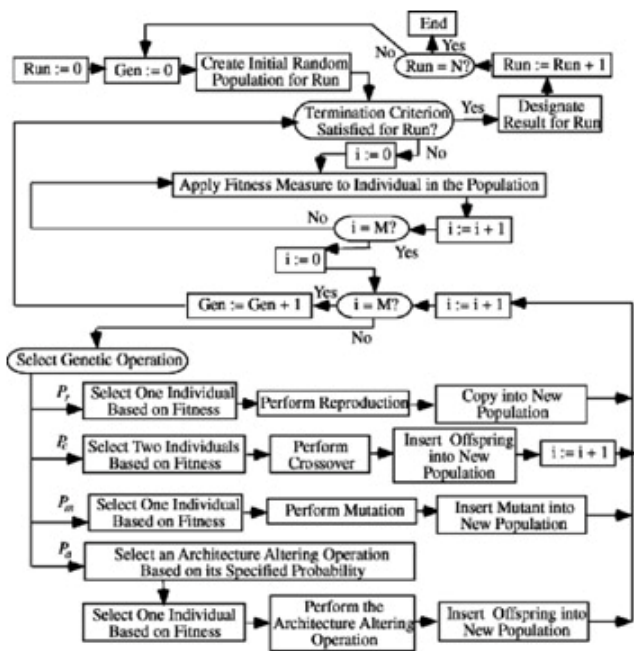 End
No
Yes
Run := 0
Gen := 0
Create Initial Random
Population for Run
Run = N?
Run := Run + 1
Termination Criterion
Satisfied for Run?
Yes
Designate
Result for Run
i := 0
No
Apply Fitness Measure to Individual in the Population
No
i = M?
i := i + 1
i := 0
Yes
Gen := Gen + 1
Yes
i = M?
i := i + 1
No
Select Genetic Operation
Pr
Select One Individual
Based on Fitness
Perform Reproduction
Copy into New
Population
Pc
Select Two Individuals
Based on Fitness
Perform
Crossover
Insert Offspring
into New
Population
i := i + 1
Pm
Select One Individual
Based on Fitness
Perform Mutation
Insert Mutant into
New Population
Pa
Select an Architecture Altering Operation
Based on its Specified Probability
Select One Individual
Based on Fitness
Perform the
Architecture Altering
Operation
Insert Offspring into
New Population